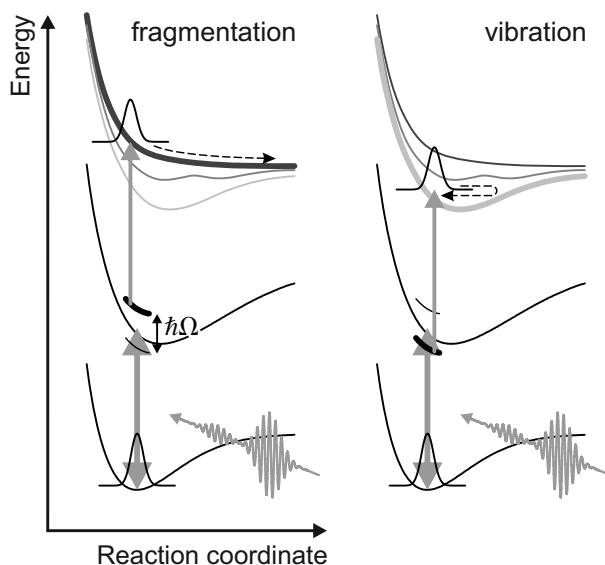 fragmentation
vibration
Energy
ℏΩ
Reaction coordinate